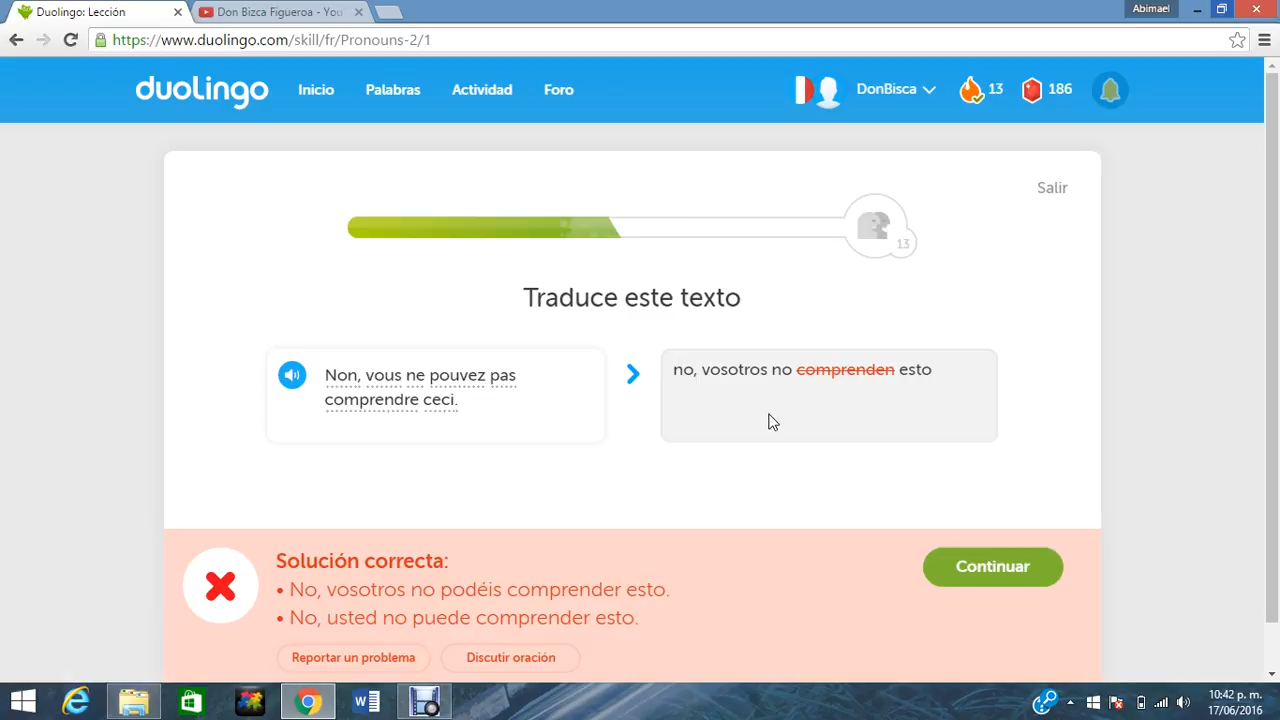 Duolingo: Lección
Don Bizca Figueroa - You
Abimael
https://www.duolingo.com/skill/fr/Pronouns-2/1
duolingo
Inicio
Palabras
Actividad
Foro
DonBisca
13
186
Salir
13
Traduce este texto
Non, vous ne pouvez pas
comprendre ceci.
no, vosotros no comprenden esto
Solución correcta:
• No, vosotros no podéis comprender esto.
• No, usted no puede comprender esto.
Continuar
Reportar un problema
Discutir oración
10:42 p. m.
17/06/2016